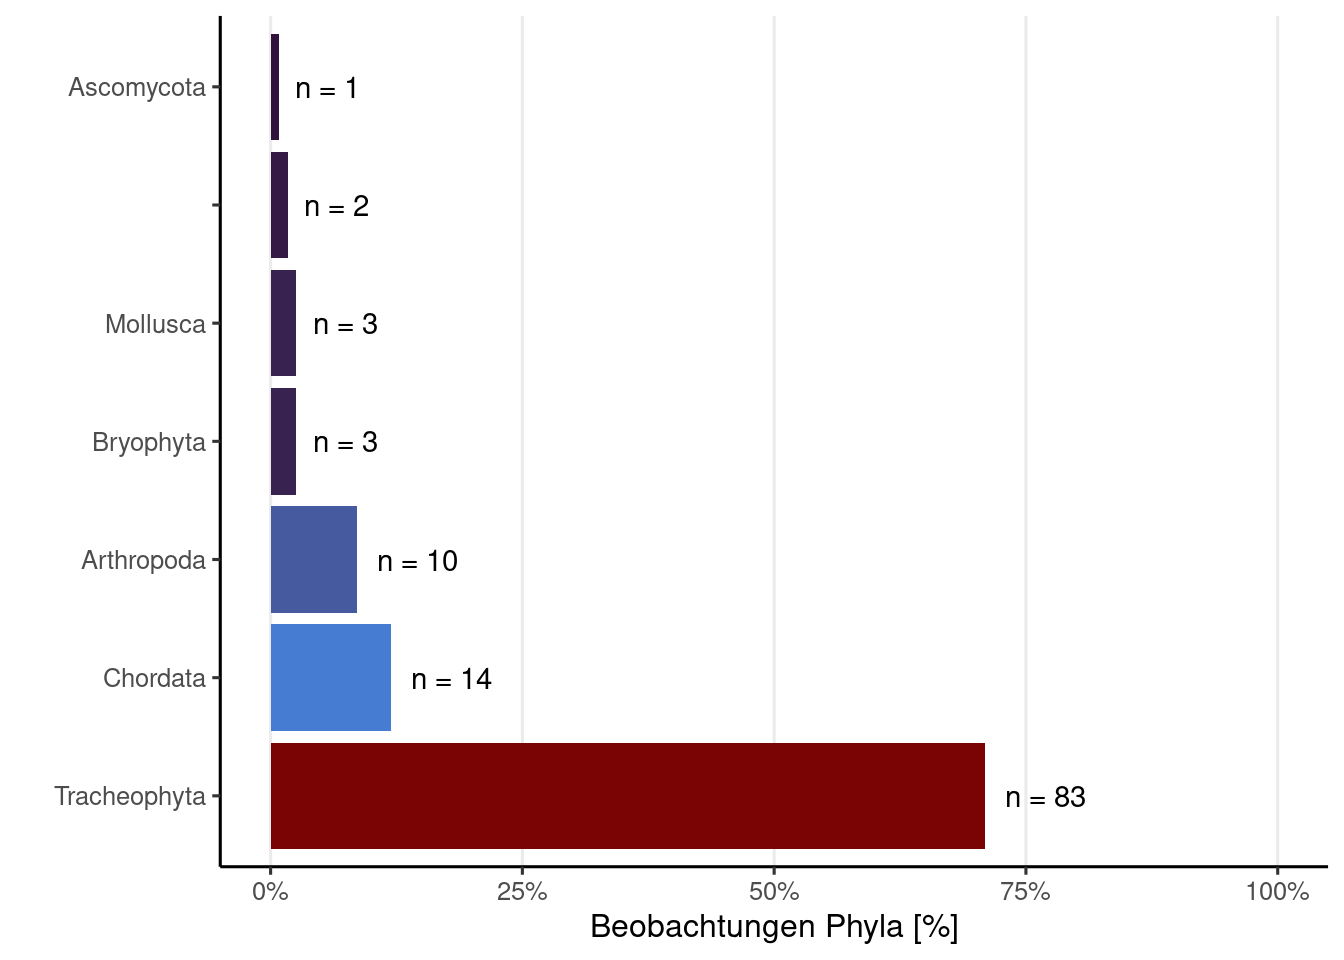 Ascomycota n = 1
n = 2
Mollusca n = 3
Bryophyta n = 3
Arthropoda n = 10
Chordata n = 14
Tracheophyta n = 83
0% 25% 50% 75% 100%
Beobachtungen Phyla [%]